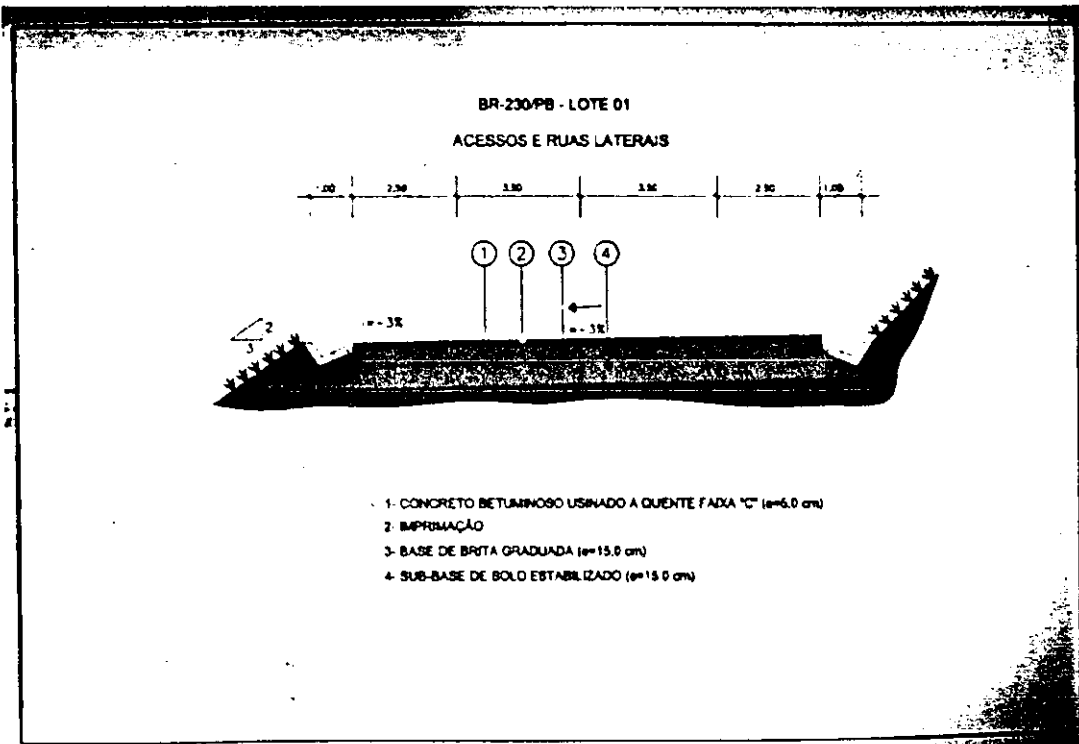 BR-230/PB - LOTE 01
ACESSOS E RUAS LATERAIS
1.00 2.50 3.50 3.50 2.50 1.00
1 2 3 4
2
3
i = - 3%
i = - 3%
1- CONCRETO BETUMINOSO USINADO A QUENTE FAIXA "C" (e=6.0 cm)
2- IMPRIMAÇÃO
3- BASE DE BRITA GRADUADA (e=15.0 cm)
4- SUB-BASE DE SOLO ESTABILIZADO (e=15.0 cm)